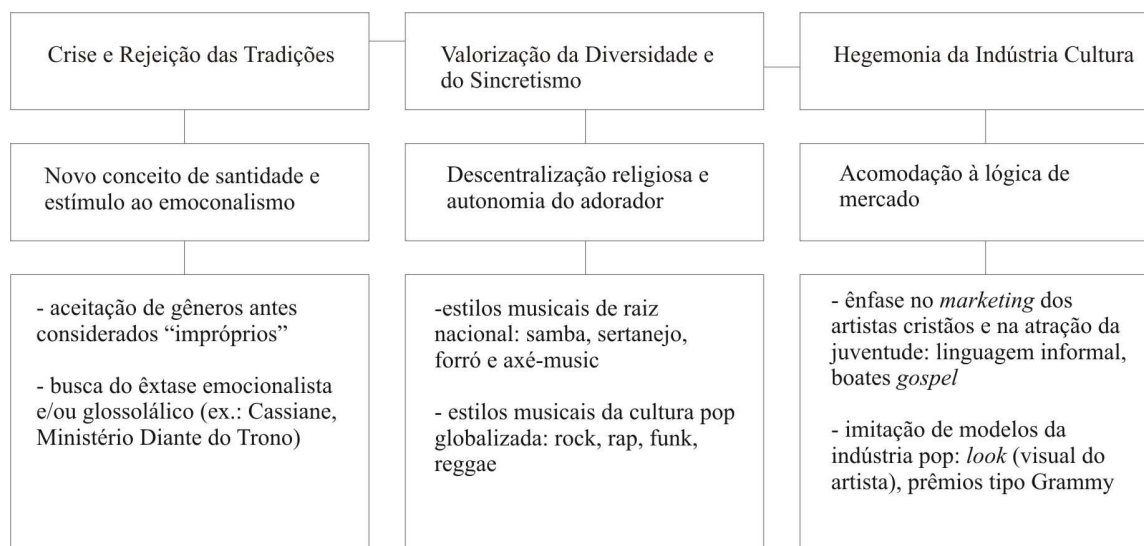 Crise e Rejeição das Tradições
Valorização da Diversidade e
do Sincretismo
Hegemonia da Indústria Cultura
Novo conceito de santidade e
estímulo ao emoconalismo
Descentralização religiosa e
autonomia do adorador
Acomodação à lógica de
mercado
- aceitação de gêneros antes
considerados “impróprios”
- busca do êxtase emocionalista
e/ou glossolálico (ex.: Cassiane,
Ministério Diante do Trono)
-estilos musicais de raiz
nacional: samba, sertanejo,
forró e axé-music
- estilos musicais da cultura pop
globalizada: rock, rap, funk,
reggae
- ênfase no marketing dos
artistas cristãos e na atração da
juventude: linguagem informal,
boates gospel
- imitação de modelos da
indústria pop: look (visual do
artista), prêmios tipo Grammy